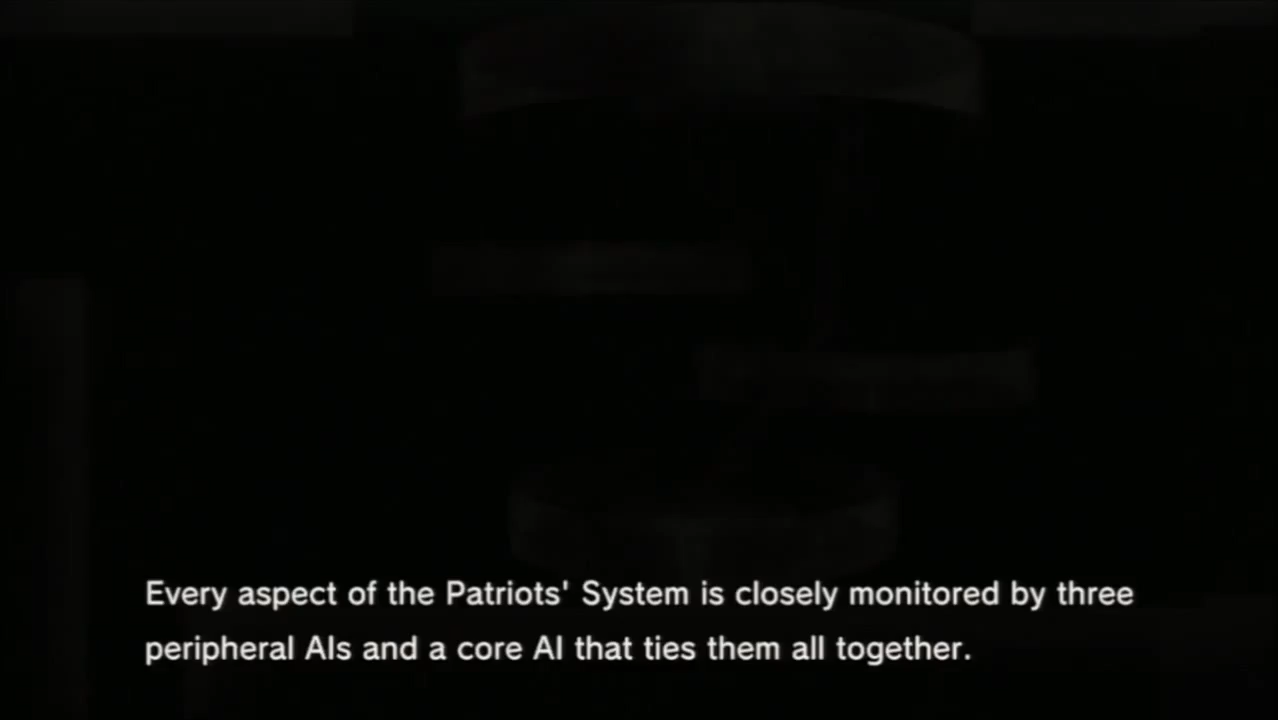 Every aspect of the Patriots' System is closely monitored by three
peripheral AIs and a core AI that ties them all together.